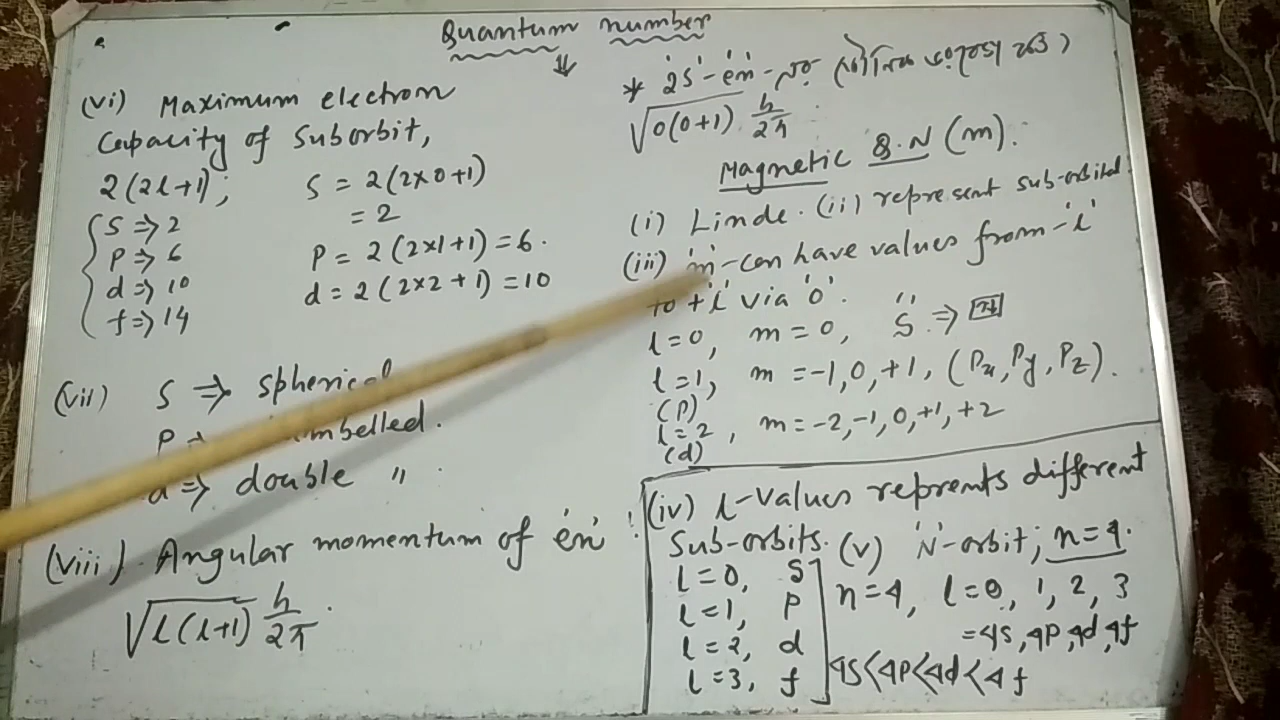 Quantum number
(vi) Maximum electron
Capacity of Suborbit,
2(2l+1); S = 2(2×0+1)
= 2
S => 2
P => 6 P = 2(2×1+1) = 6.
d => 10 d = 2(2×2+1) = 10
f => 14
(vii) S => Spherical
P =>
d => double "
(viii) Angular momentum of 'en'
√l(l+1) h/2π.
* '2s'-'en'-
√0(0+1) h/2π
Magnetic Q.N (m).
(i) Linde. (ii) represent sub-orbital
(iii) 'm'-can have values from -'l'
to +'l' via '0'.
l=0, m=0, 'S' => ⇅
l=1, m=-1,0,+1, (Px, Py, Pz).
(P)
l=2, m=-2,-1,0,+1,+2
(d)
(iv) l-values reprents different
Sub-orbits. (v) 'N'-orbit; n=4.
l=0, S n=4, l=0, 1, 2, 3
l=1, P =4s, 4p, 4d, 4f
l=2, d
l=3, f 4s<4p<4d<4f